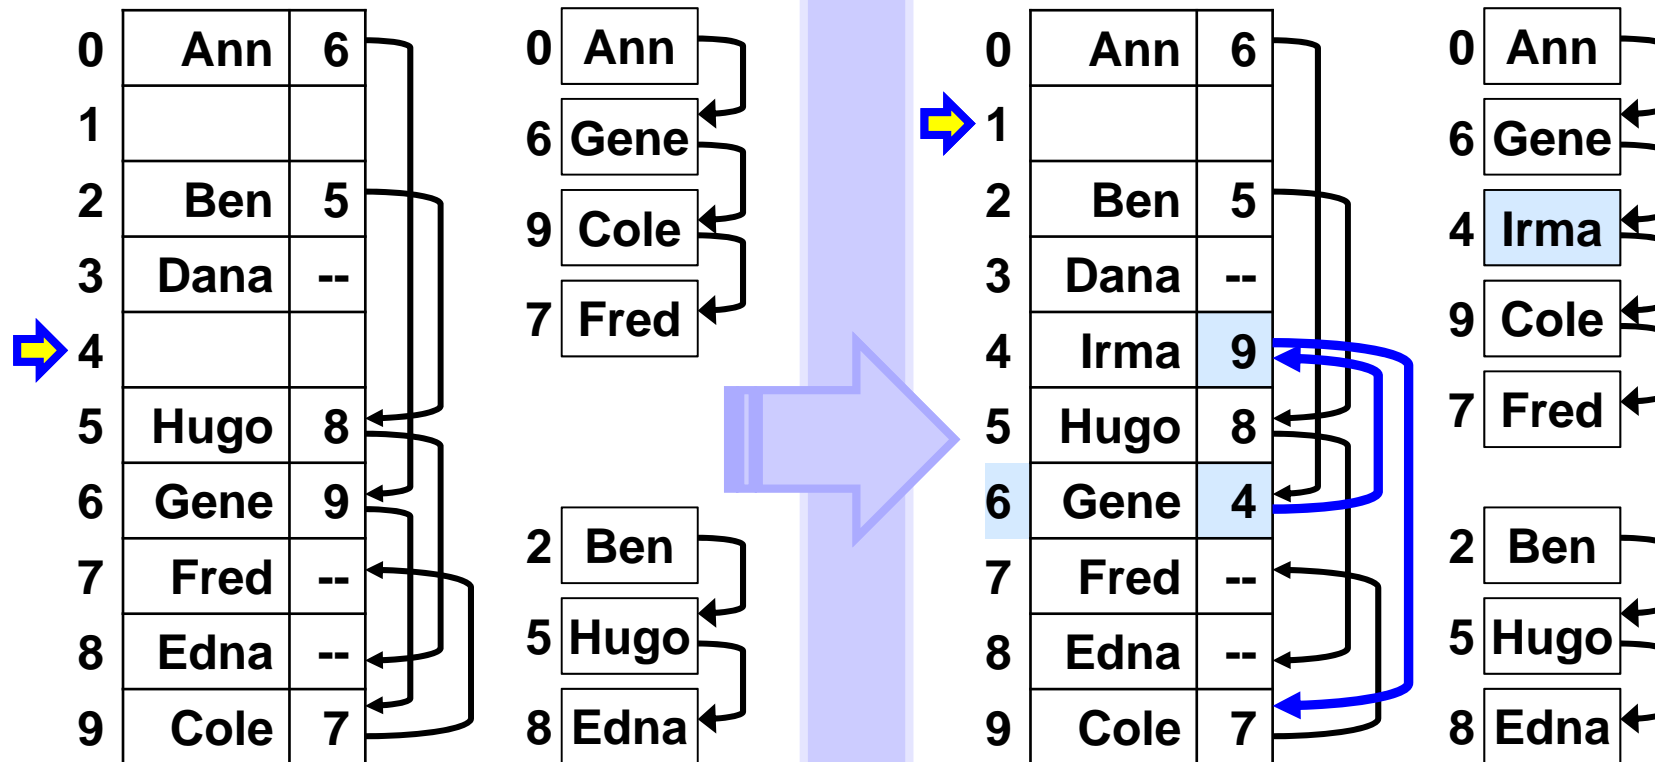 0 Ann 6
1
2 Ben 5
3 Dana --
4
5 Hugo 8
6 Gene 9
7 Fred --
8 Edna --
9 Cole 7
0 Ann
6 Gene
9 Cole
7 Fred
2 Ben
5 Hugo
8 Edna
0 Ann 6
1
2 Ben 5
3 Dana --
4 Irma 9
5 Hugo 8
6 Gene 4
7 Fred --
8 Edna --
9 Cole 7
0 Ann
6 Gene
4 Irma
9 Cole
7 Fred
2 Ben
5 Hugo
8 Edna